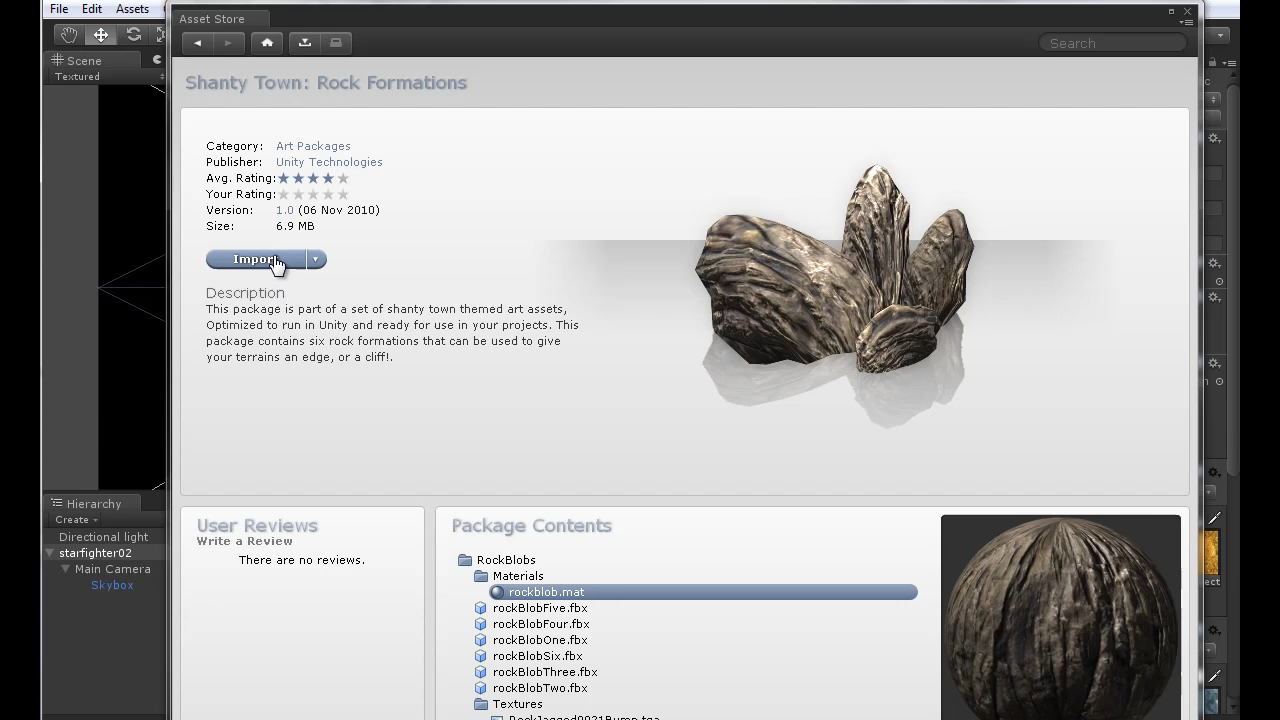 File Edit Assets
Asset Store
Search
Scene
Textured
Shanty Town: Rock Formations
Category: Art Packages
Publisher: Unity Technologies
Avg. Rating:
Your Rating:
Version: 1.0 (06 Nov 2010)
Size: 6.9 MB
Import
Description
This package is part of a set of shanty town themed art assets,
Optimized to run in Unity and ready for use in your projects. This
package contains six rock formations that can be used to give
your terrains an edge, or a cliff!.
Hierarchy
Create
Directional light
starfighter02
Main Camera
Skybox
User Reviews
Write a Review
There are no reviews.
Package Contents
RockBlobs
Materials
rockblob.mat
rockBlobFive.fbx
rockBlobFour.fbx
rockBlobOne.fbx
rockBlobSix.fbx
rockBlobThree.fbx
rockBlobTwo.fbx
Textures
RockJagged0021Bump.tga